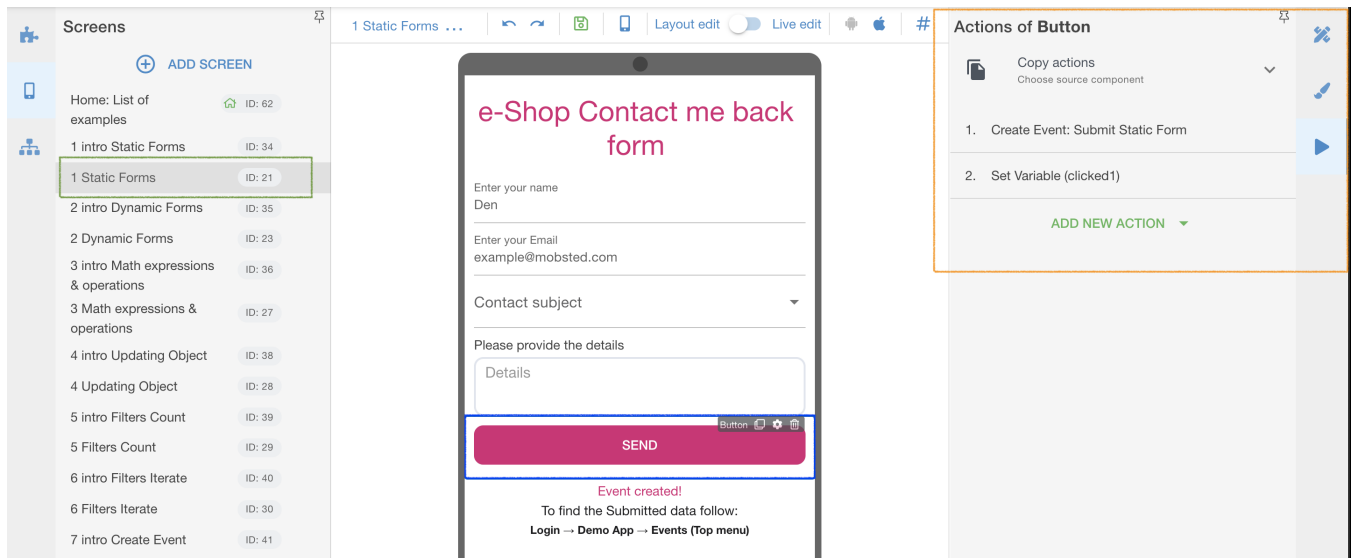 Screens
ADD SCREEN
Home: List of
examples
ID: 62
1 intro Static Forms
ID: 34
1 Static Forms
ID: 21
2 intro Dynamic Forms
ID: 35
2 Dynamic Forms
ID: 23
3 intro Math expressions
& operations
ID: 36
3 Math expressions &
operations
ID: 27
4 intro Updating Object
ID: 38
4 Updating Object
ID: 28
5 intro Filters Count
ID: 39
5 Filters Count
ID: 29
6 intro Filters Iterate
ID: 40
6 Filters Iterate
ID: 30
7 intro Create Event
ID: 41
1 Static Forms ...
Layout edit
Live edit
#
e-Shop Contact me back
form
Enter your name
Den
Enter your Email
example@mobsted.com
Contact subject
Please provide the details
Details
Button
SEND
Event created!
To find the Submitted data follow:
Login → Demo App → Events (Top menu)
Actions of Button
Copy actions
Choose source component
1. Create Event: Submit Static Form
2. Set Variable (clicked1)
ADD NEW ACTION